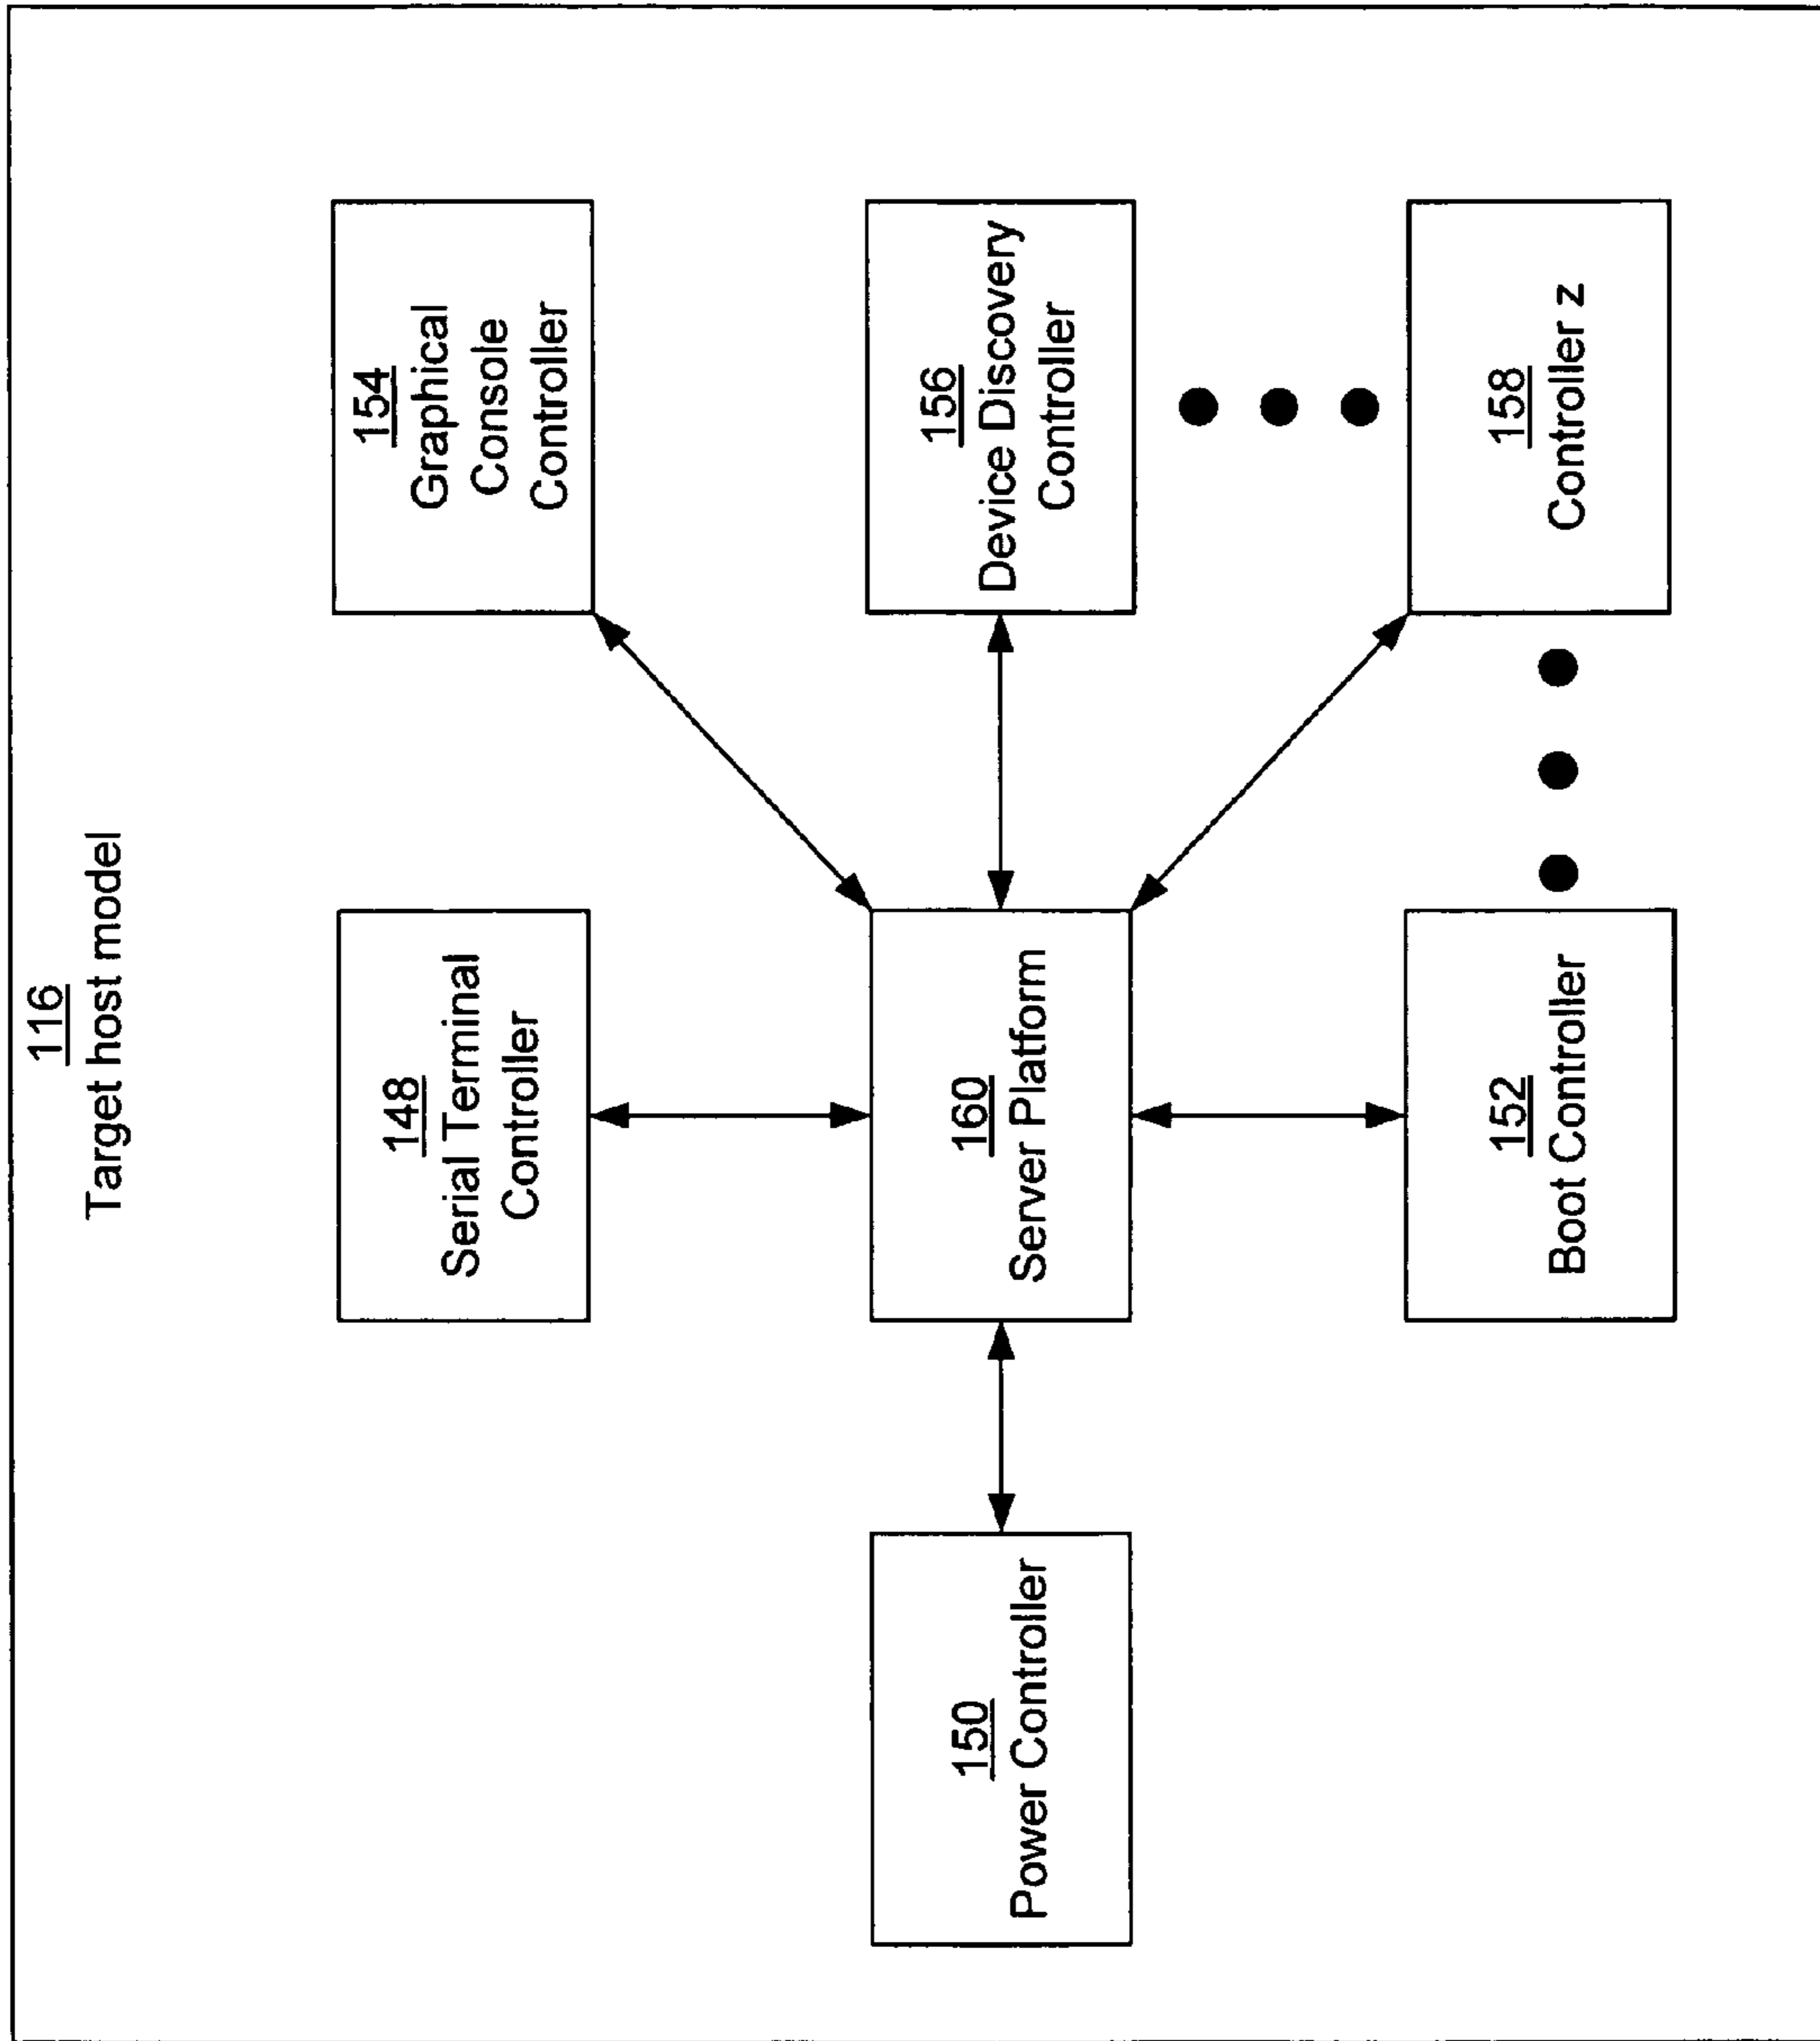 116
Target host model
148
Serial Terminal
Controller
154
Graphical
Console
Controller
150
Power Controller
160
Server Platform
156
Device Discovery
Controller
152
Boot Controller
158
Controller z